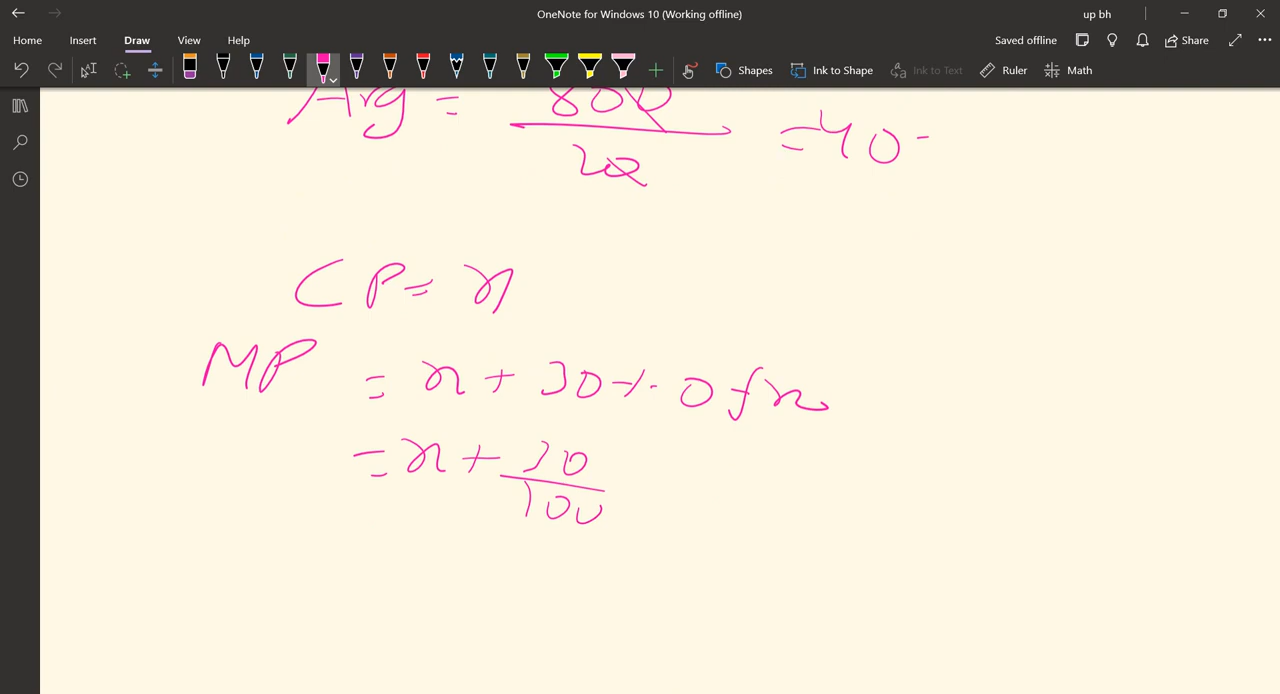 OneNote for Windows 10 (Working offline)
up bh
Home Insert Draw View Help
Saved offline
Share
Shapes
Ink to Shape
Ink to Text
Ruler
Math
Avg = 800/20 = 40
CP = x
MP = x + 30% of x
= x + 30/100